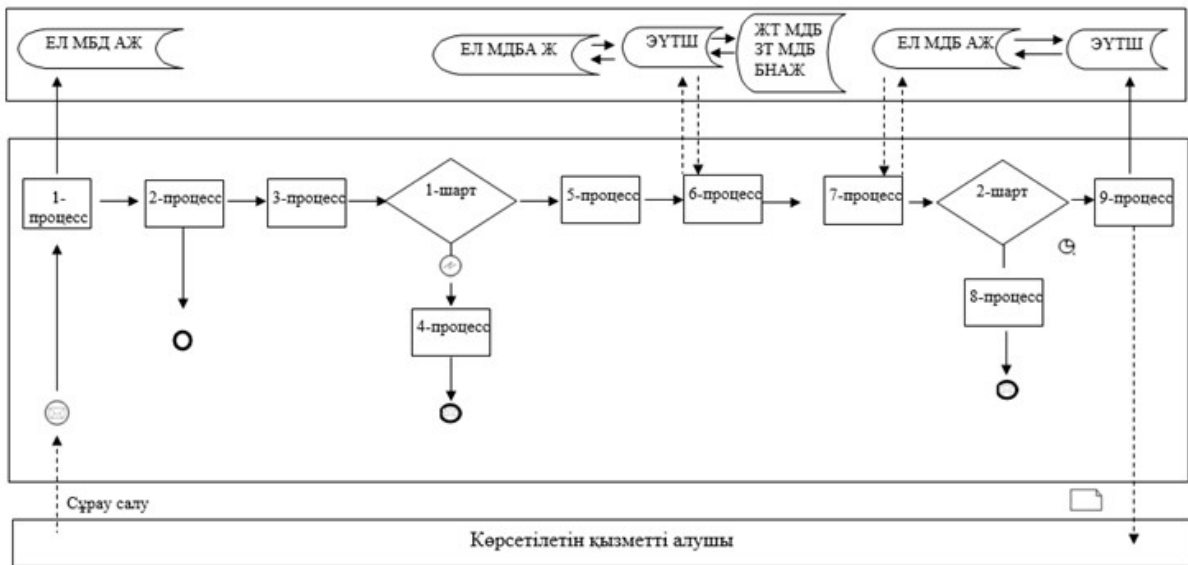 ЕЛ МБД АЖ
ЕЛ МДБА Ж
ЭҮТШ
ЖТ МДБ
ЗТ МДБ
БНАЖ
ЕЛ МДБ АЖ
ЭҮТШ
1-
процесс
2-процесс
3-процесс
1-шарт
5-процесс
6-процесс
7-процесс
2-шарт
9-процесс
4-процесс
8-процесс
Сұрау салу
Көрсетілетін қызметті алушы